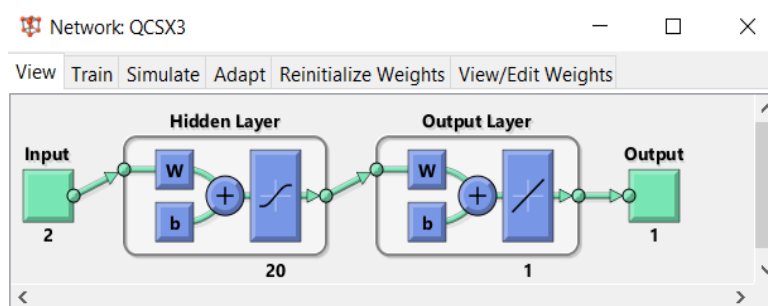 Network: QCSX3
View Train Simulate Adapt Reinitialize Weights View/Edit Weights
Hidden Layer Output Layer
Input Output
W W
b b
2 1
20 1